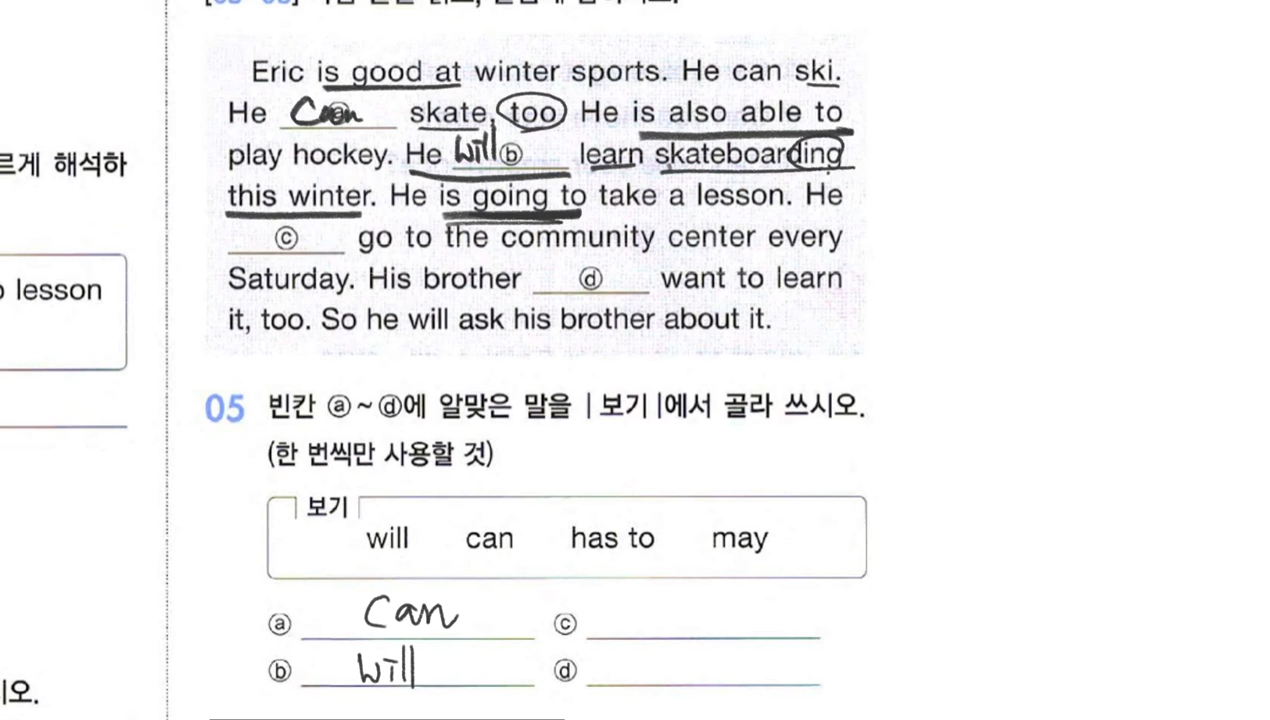 Eric is good at winter sports. He can ski.
He can ⓐ skate, too. He is also able to
play hockey. He will ⓑ learn skateboarding
this winter. He is going to take a lesson. He
ⓒ go to the community center every
Saturday. His brother ⓓ want to learn
it, too. So he will ask his brother about it.
르게 해석하
lesson
05 빈칸 ⓐ~ⓓ에 알맞은 말을 |보기|에서 골라 쓰시오.
(한 번씩만 사용할 것)
보기
will can has to may
ⓐ can ⓒ
ⓑ will ⓓ
시오.